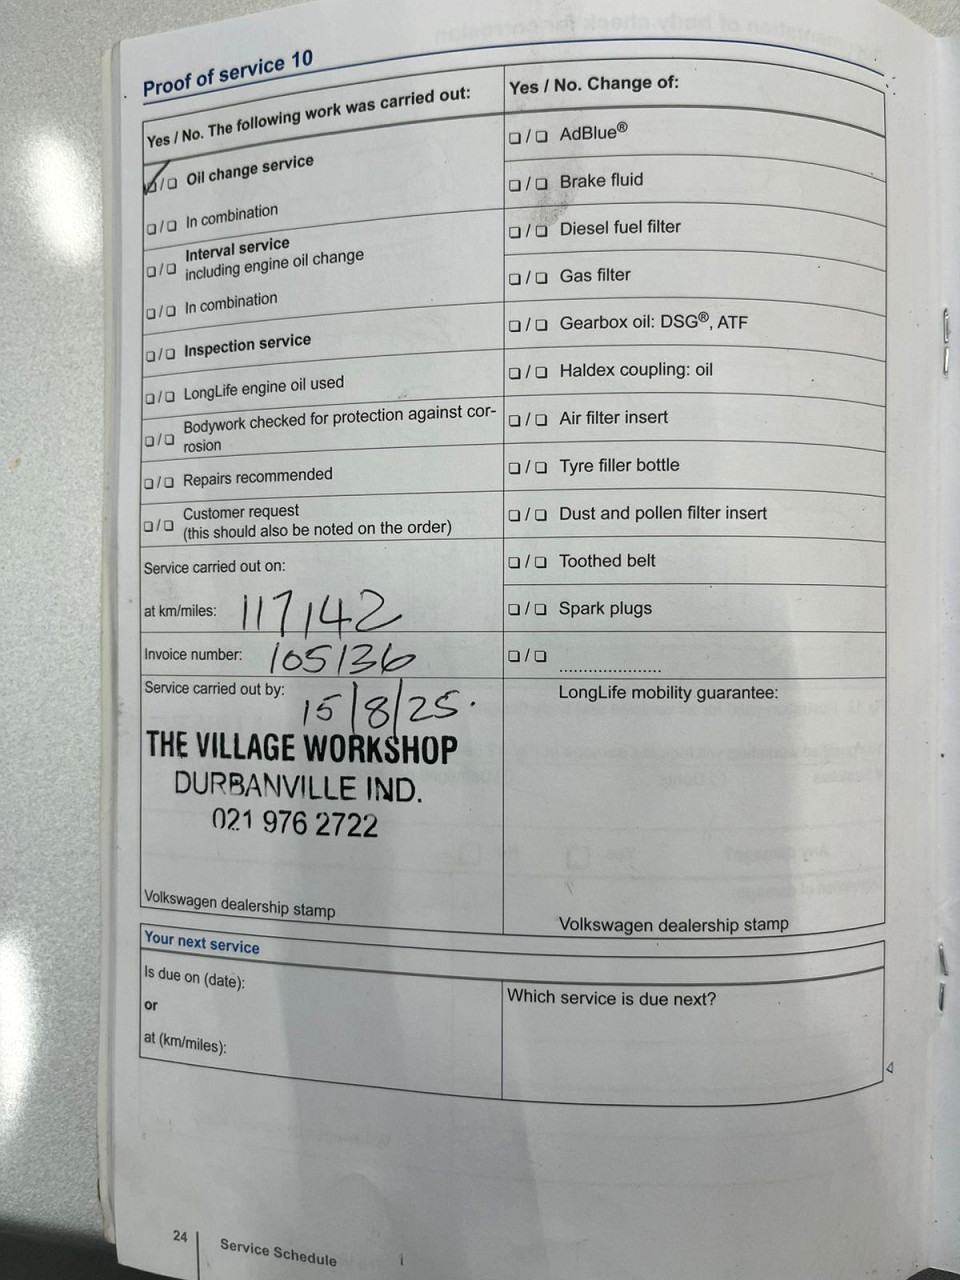 Proof of service 10
Yes / No. The following work was carried out:
☑/❏ Oil change service
❏/❏ In combination
❏/❏ Interval service
including engine oil change
❏/❏ In combination
❏/❏ Inspection service
❏/❏ LongLife engine oil used
❏/❏ Bodywork checked for protection against cor-
rosion
❏/❏ Repairs recommended
❏/❏ Customer request
(this should also be noted on the order)
Service carried out on:
at km/miles: 117142
Invoice number: 105136
Service carried out by:
15/8/25.
THE VILLAGE WORKSHOP
DURBANVILLE IND.
021 976 2722
Volkswagen dealership stamp
Yes / No. Change of:
❏/❏ AdBlue®
❏/❏ Brake fluid
❏/❏ Diesel fuel filter
❏/❏ Gas filter
❏/❏ Gearbox oil: DSG®, ATF
❏/❏ Haldex coupling: oil
❏/❏ Air filter insert
❏/❏ Tyre filler bottle
❏/❏ Dust and pollen filter insert
❏/❏ Toothed belt
❏/❏ Spark plugs
❏/❏ ......................
LongLife mobility guarantee:
Volkswagen dealership stamp
Your next service
Is due on (date):
or
at (km/miles):
Which service is due next?
24
Service Schedule